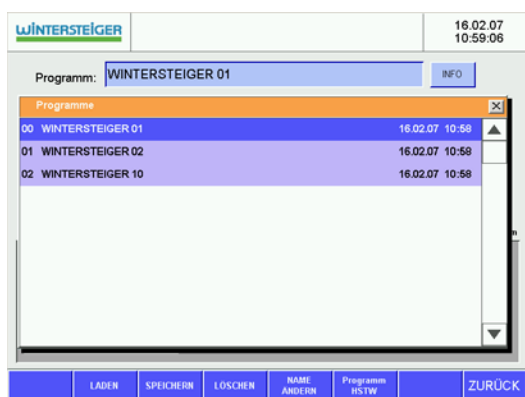 WINTERSTEIGER
16.02.07
10:59:06
Programm: WINTERSTEIGER 01 INFO
Programme
00 WINTERSTEIGER 01 16.02.07 10:58
01 WINTERSTEIGER 02 16.02.07 10:58
02 WINTERSTEIGER 10 16.02.07 10:58
LADEN SPEICHERN LÖSCHEN NAME ÄNDERN Programm HSTW ZURÜCK